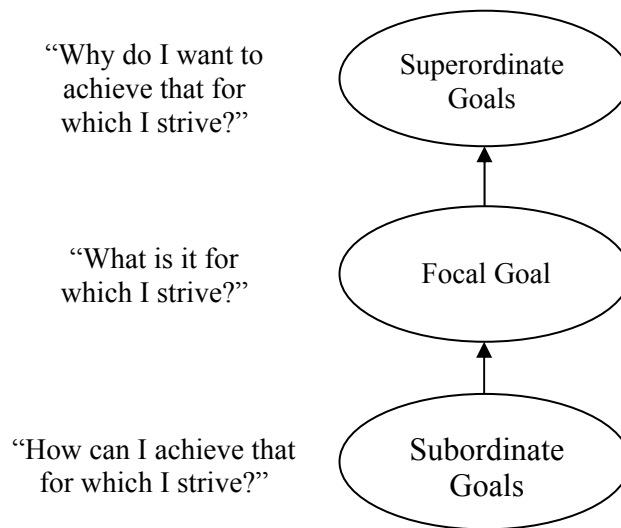 “Why do I want to
achieve that for
which I strive?”
Superordinate
Goals
“What is it for
which I strive?”
Focal Goal
“How can I achieve that
for which I strive?”
Subordinate
Goals